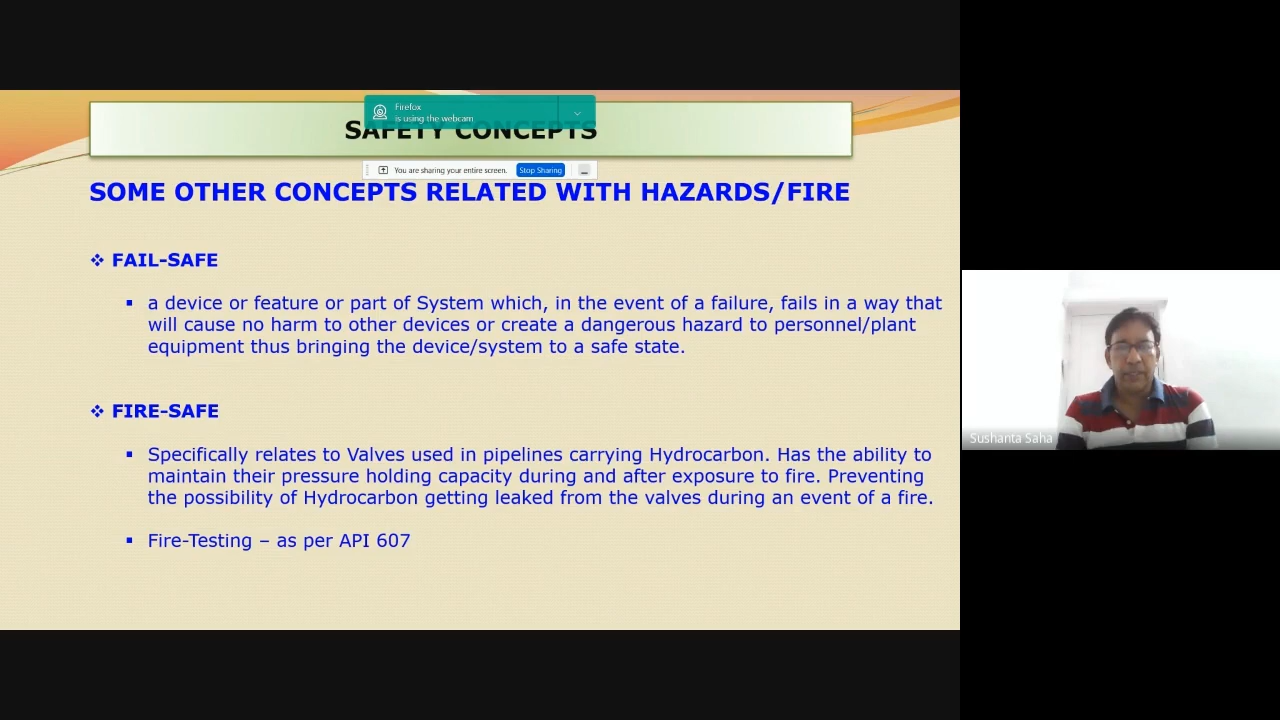 Firefox
is using the webcam
SAFETY CONCEPTS
You are sharing your entire screen. Stop Sharing
SOME OTHER CONCEPTS RELATED WITH HAZARDS/FIRE
❖ FAIL-SAFE
▪ a device or feature or part of System which, in the event of a failure, fails in a way that
will cause no harm to other devices or create a dangerous hazard to personnel/plant
equipment thus bringing the device/system to a safe state.
❖ FIRE-SAFE
▪ Specifically relates to Valves used in pipelines carrying Hydrocarbon. Has the ability to
maintain their pressure holding capacity during and after exposure to fire. Preventing
the possibility of Hydrocarbon getting leaked from the valves during an event of a fire.
▪ Fire-Testing – as per API 607
Sushanta Saha